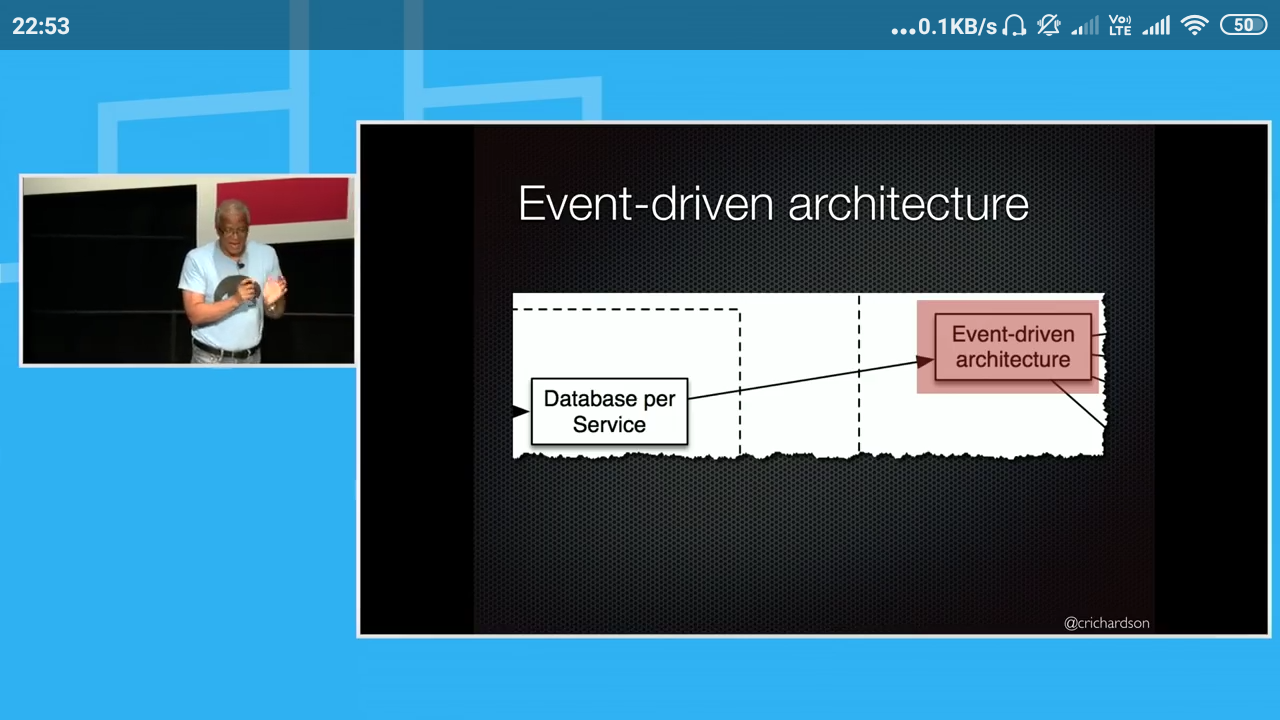 22:53
...0.1KB/s
Vo))
LTE
50
Event-driven architecture
Event-driven
architecture
Database per
Service
@crichardson